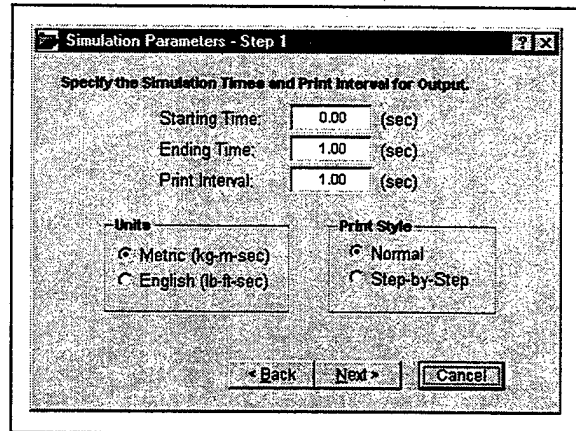 Simulation Parameters - Step 1
Specify the Simulation Times and Print Interval for Output.
Starting Time: 0.00 (sec)
Ending Time: 1.00 (sec)
Print Interval: 1.00 (sec)
Units
Metric (kg-m-sec)
English (lb-ft-sec)
Print Style
Normal
Step-by-Step
< Back Next > Cancel